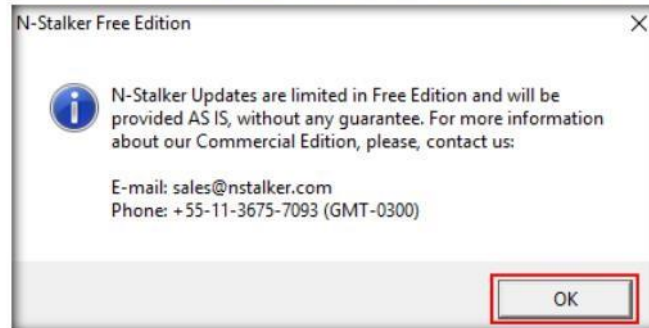 N-Stalker Free Edition
N-Stalker Updates are limited in Free Edition and will be
provided AS IS, without any guarantee. For more information
about our Commercial Edition, please, contact us:
E-mail: sales@nstalker.com
Phone: +55-11-3675-7093 (GMT-0300)
OK